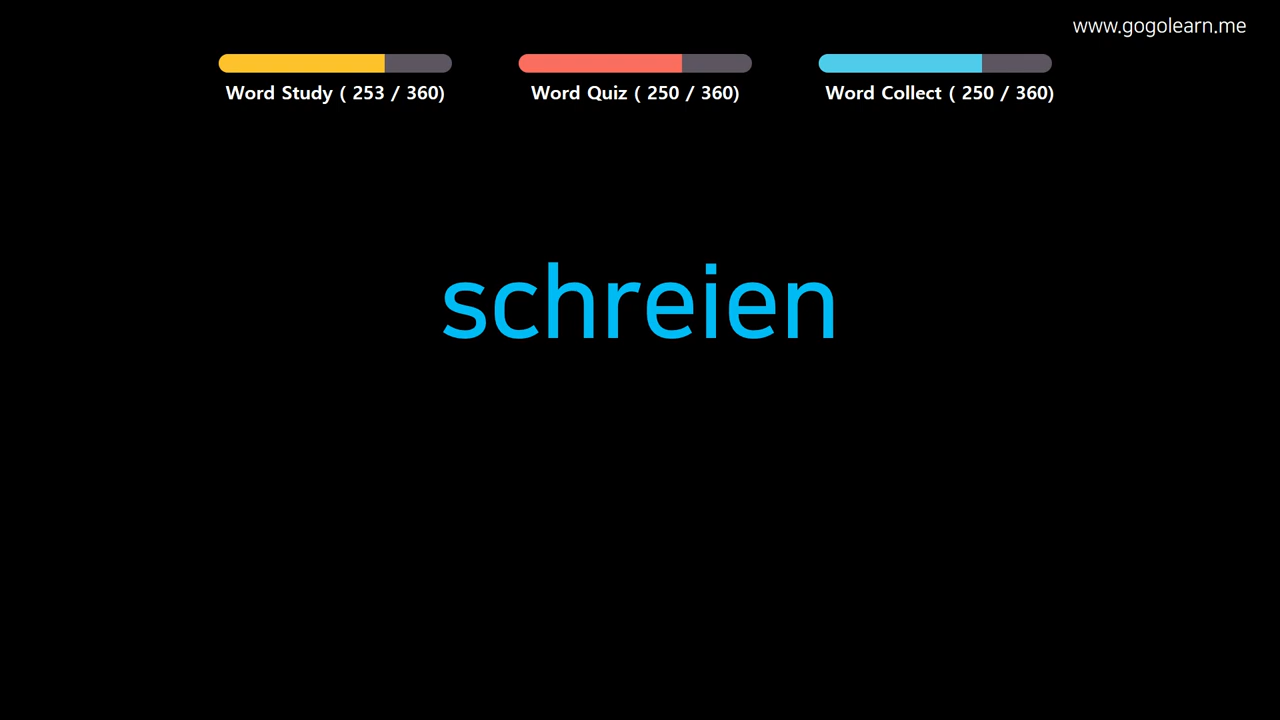 www.gogolearn.me
Word Study ( 253 / 360)
Word Quiz ( 250 / 360)
Word Collect ( 250 / 360)
schreien